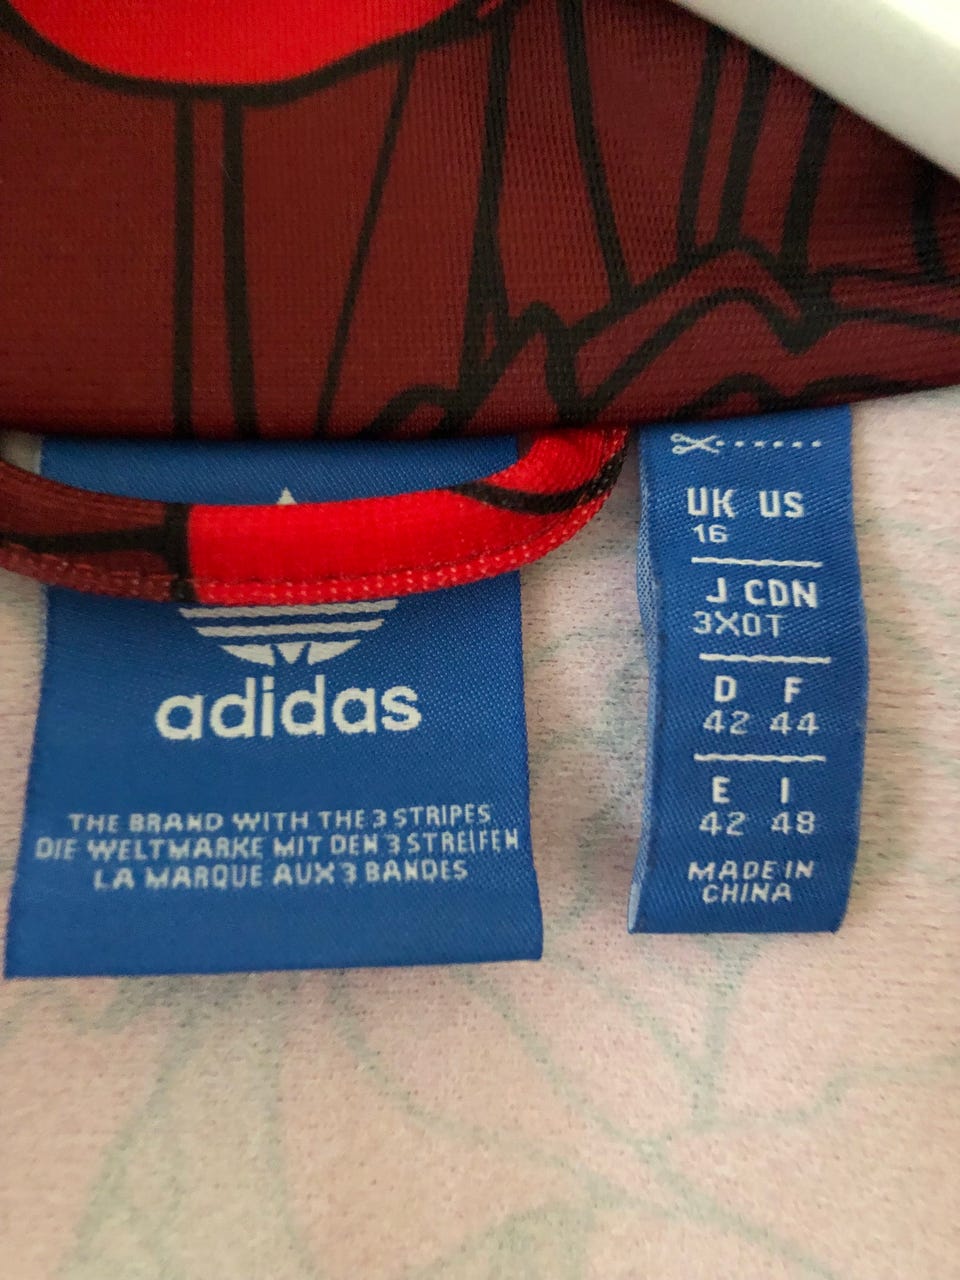 adidas
THE BRAND WITH THE 3 STRIPES
DIE WELTMARKE MIT DEN 3 STREIFEN
LA MARQUE AUX 3 BANDES
UK US
16
J CDN
3XOT
D F
42 44
E I
42 48
MADE IN
CHINA